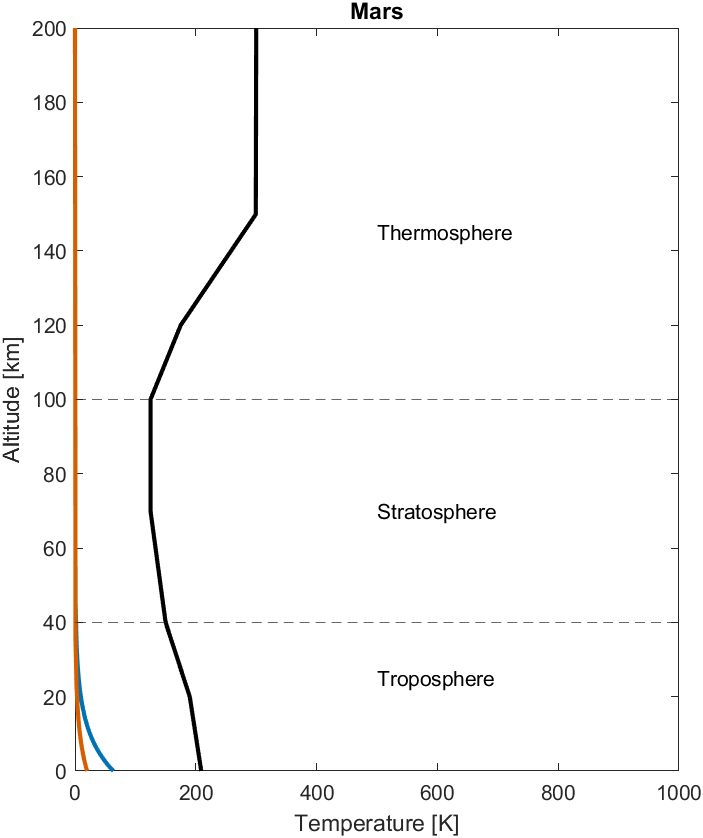 Mars
200
180
160
Thermosphere
140
120
100
80
Stratosphere
60
40
Troposphere
20
0
0 200 400 600 800 1000
Temperature [K]
Altitude [km]